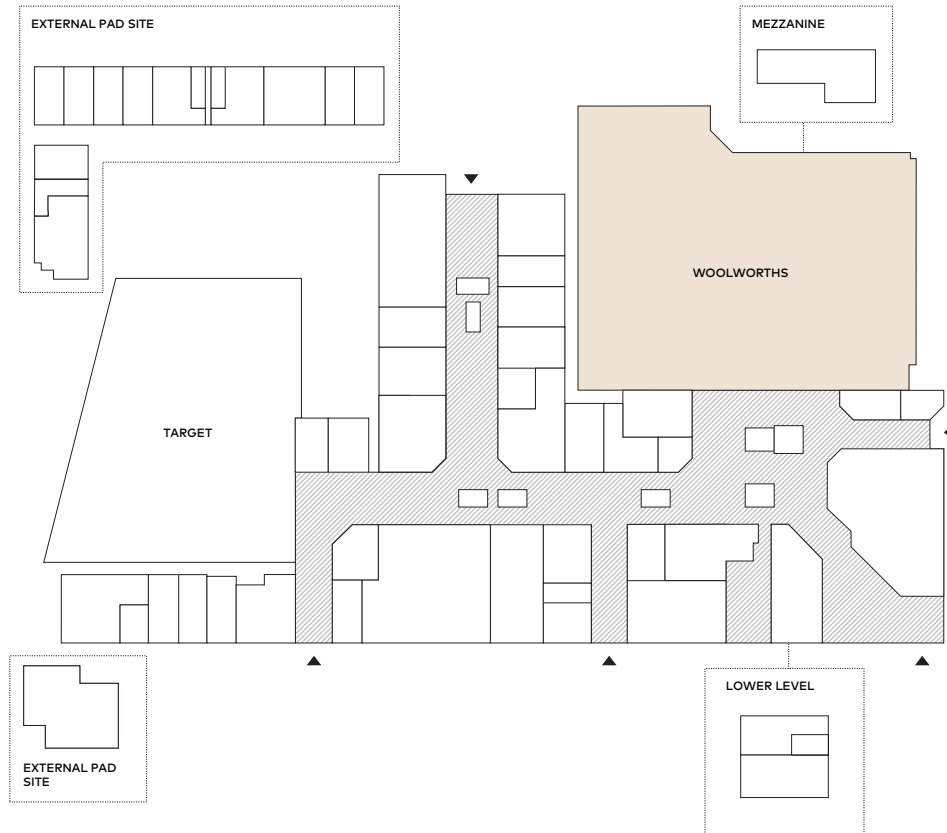 EXTERNAL PAD SITE
MEZZANINE
WOOLWORTHS
TARGET
LOWER LEVEL
EXTERNAL PAD
SITE